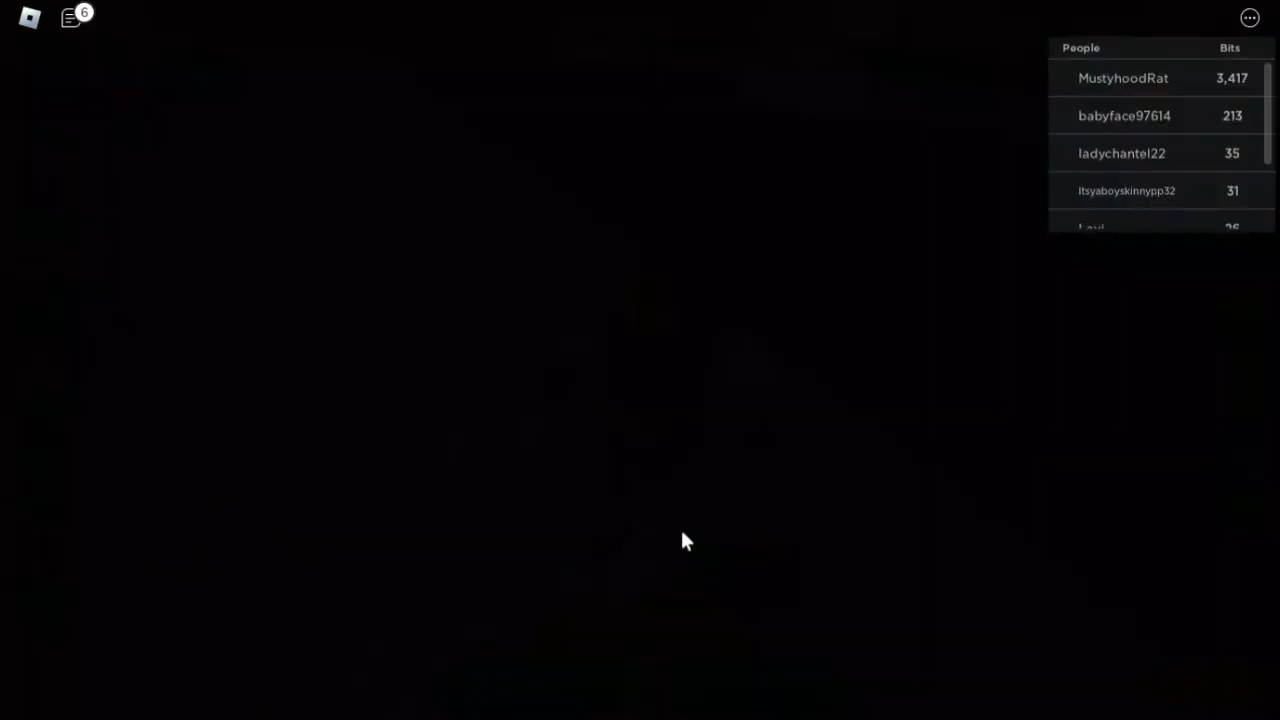 6
People Bits
MustyhoodRat 3,417
babyface97614 213
ladychantel22 35
Itsyaboyskinnypp32 31